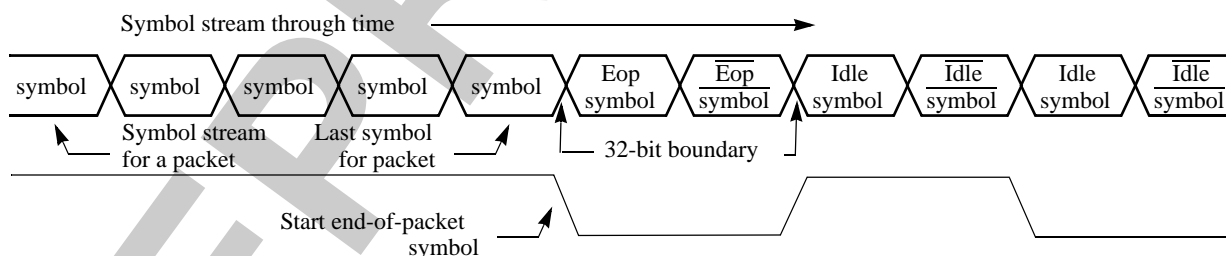 Symbol stream through time
symbol symbol symbol symbol symbol Eop symbol Eop symbol Idle symbol Idle symbol Idle symbol Idle symbol
Symbol stream
for a packet
Last symbol
for packet
32-bit boundary
Start end-of-packet
symbol